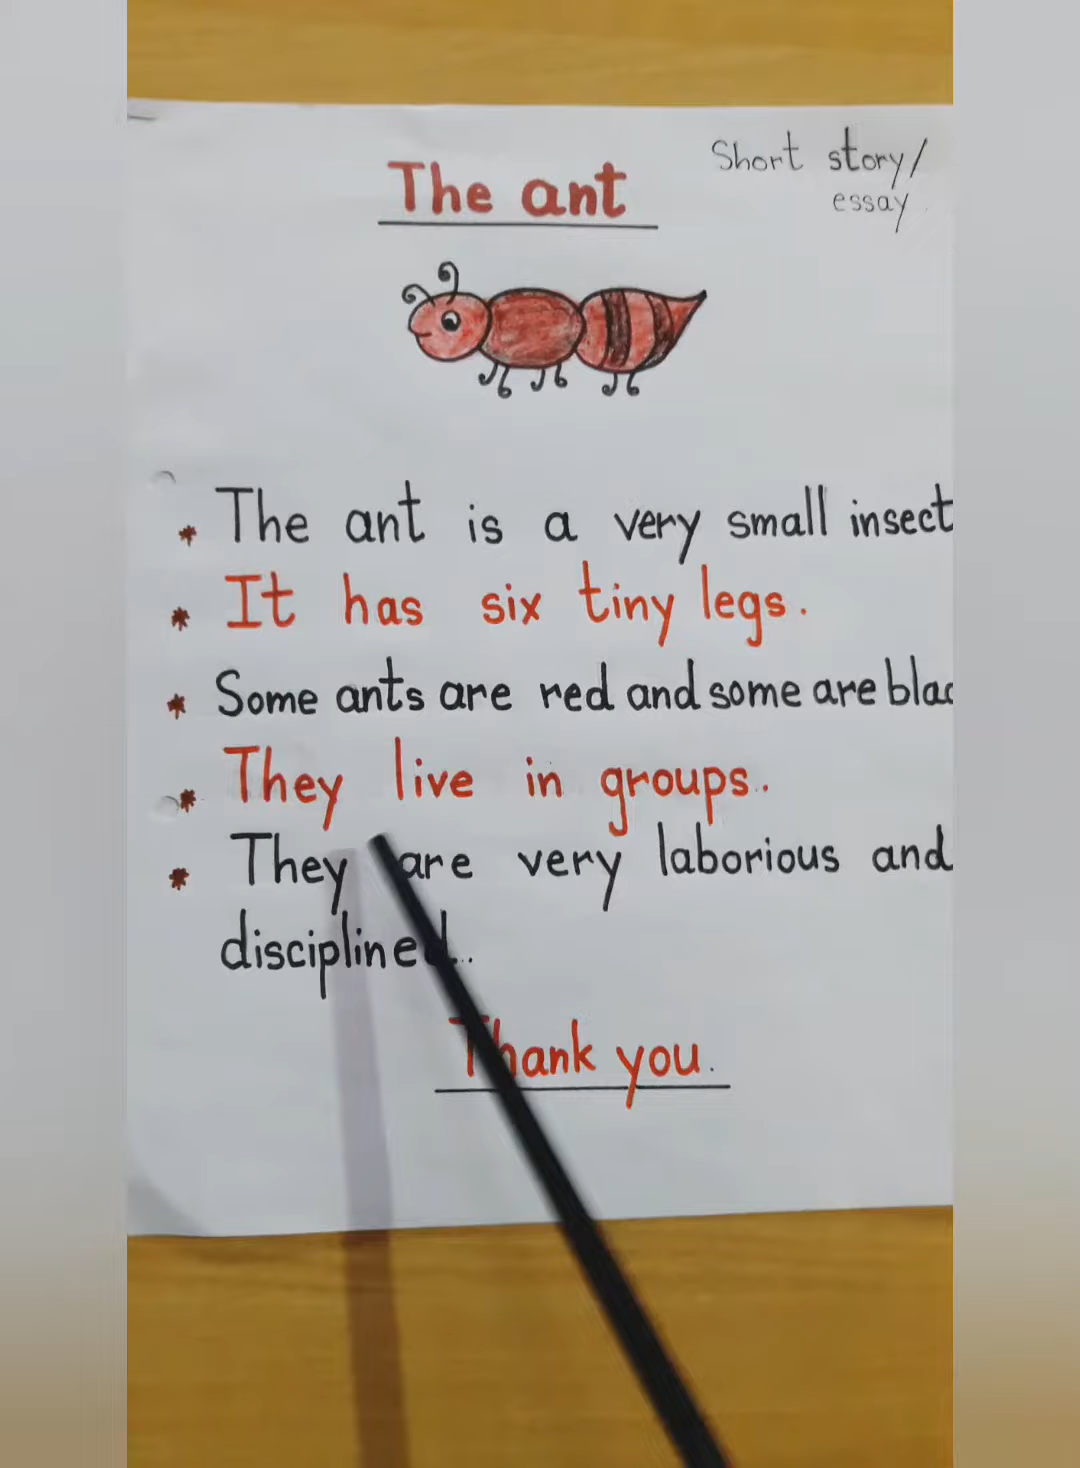 The ant
Short story/
essay
The ant is a very small insect
It has six tiny legs.
Some ants are red and some are blac
They live in groups..
They are very laborious and
disciplined..
Thank you.